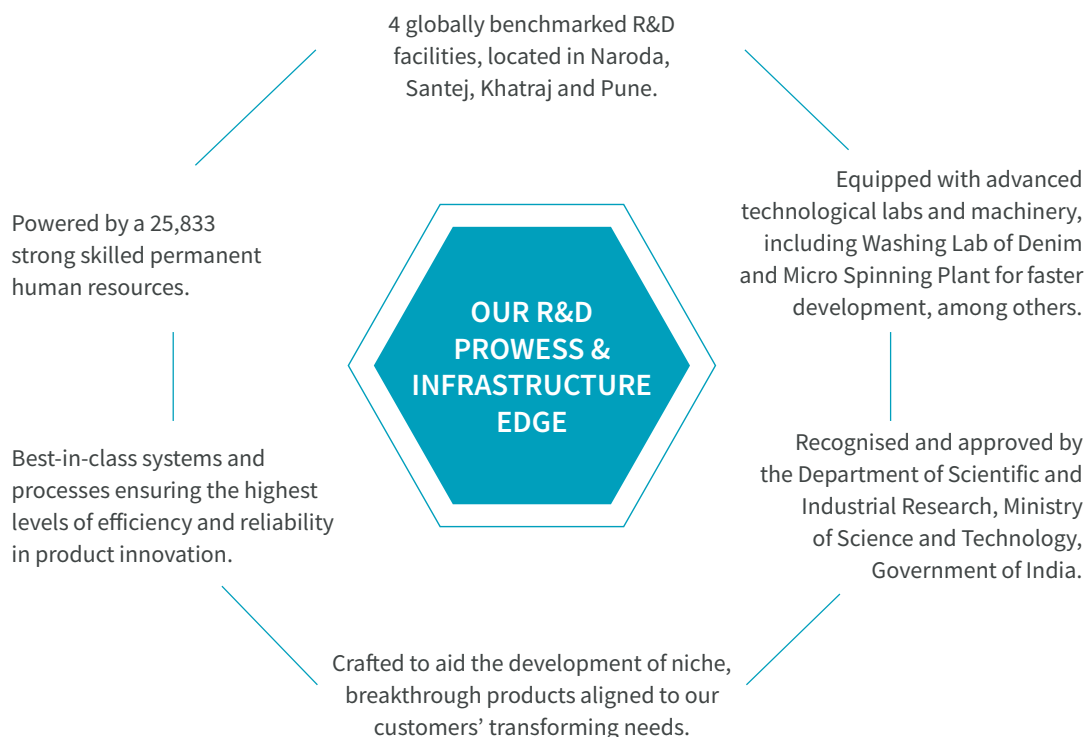 4 globally benchmarked R&D
facilities, located in Naroda,
Santej, Khatraj and Pune.
Equipped with advanced
technological labs and machinery,
including Washing Lab of Denim
and Micro Spinning Plant for faster
development, among others.
Recognised and approved by
the Department of Scientific and
Industrial Research, Ministry
of Science and Technology,
Government of India.
Crafted to aid the development of niche,
breakthrough products aligned to our
customers’ transforming needs.
Best-in-class systems and
processes ensuring the highest
levels of efficiency and reliability
in product innovation.
Powered by a 25,833
strong skilled permanent
human resources.
OUR R&D
PROWESS &
INFRASTRUCTURE
EDGE